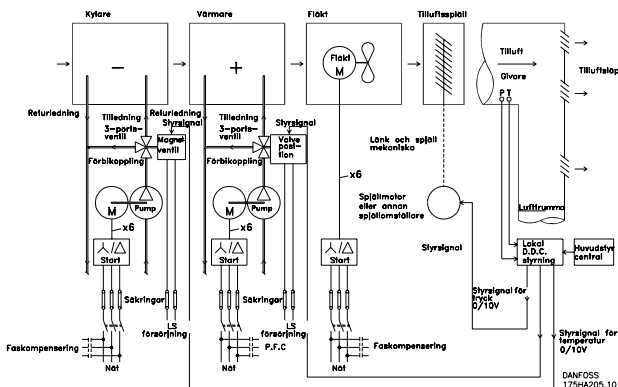 Kylare
Värmare
Fläkt
Tilluftsspjäll
Fläkt
M
Tilluft
Givare
P T
Tilluftslöp
Returledning
Tilledning
3-ports-
ventil
Förbikoppling
Returledning
Styrsignal
Magnet-
ventil
Tilledning
3-ports-
ventil
Förbikoppling
Styrsignal
Valve
posi-
tion
Länk och spjäll
mekaniska
x6
M
Pump
x6
Start
M
Pump
x6
Start
Start
Spjällmotor
eller annan
spjällomställare
Lufttrumma
Styrsignal
Lokal
D.D.C.
styrning
Huvudstyr
central
Säkringar
LS
försörjning
Säkringar
LS
försörjning
Styrsignal för
tryck
0/10V
Styrsignal för
temperatur
0/10V
Faskompensering
Nät
P.F.C
Nät
Faskompensering
Nät
DANFOSS
175HA205.10